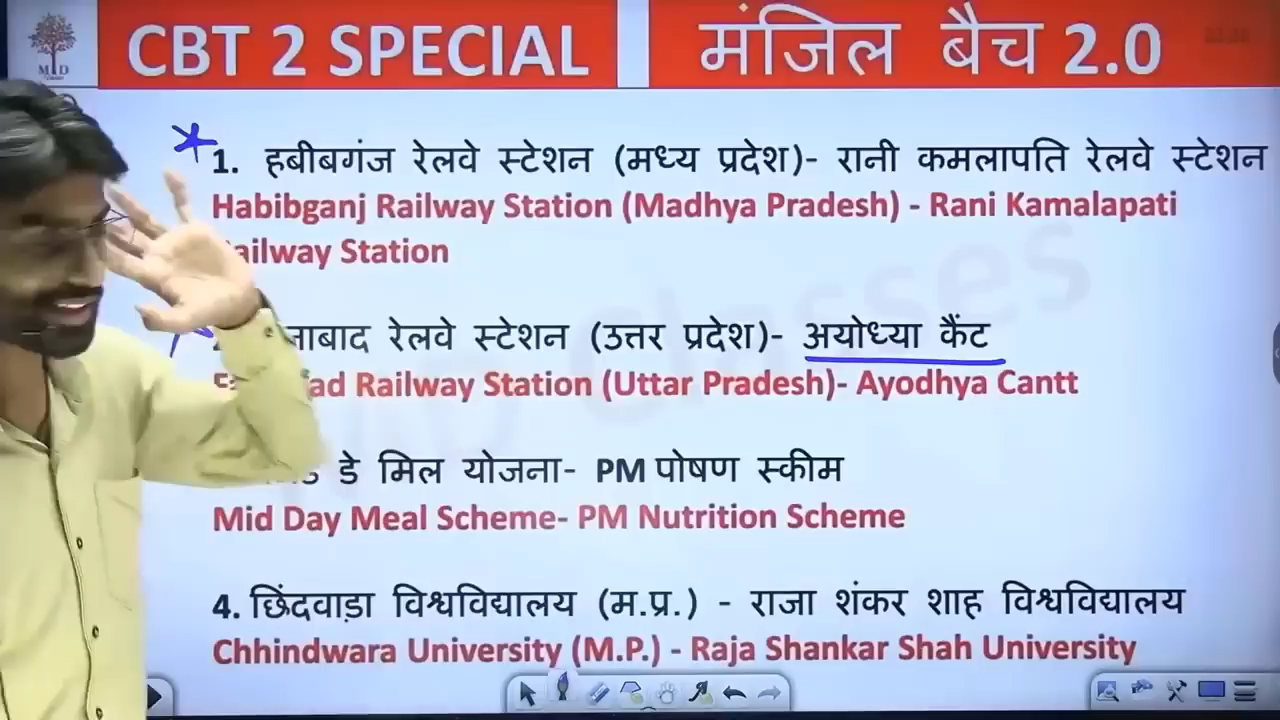 CBT 2 SPECIAL
मंजिल बैच 2.0
1. हबीबगंज रेलवे स्टेशन (मध्य प्रदेश)- रानी कमलापति रेलवे स्टेशन
Habibganj Railway Station (Madhya Pradesh) - Rani Kamalapati
Station
रेलवे स्टेशन (उत्तर प्रदेश)- अयोध्या कैंट
Railway Station (Uttar Pradesh)- Ayodhya Cantt
डे मिल योजना- PM पोषण स्कीम
Mid Day Meal Scheme- PM Nutrition Scheme
4. छिंदवाड़ा विश्वविद्यालय (म.प्र.) - राजा शंकर शाह विश्वविद्यालय
Chhindwara University (M.P.) - Raja Shankar Shah University